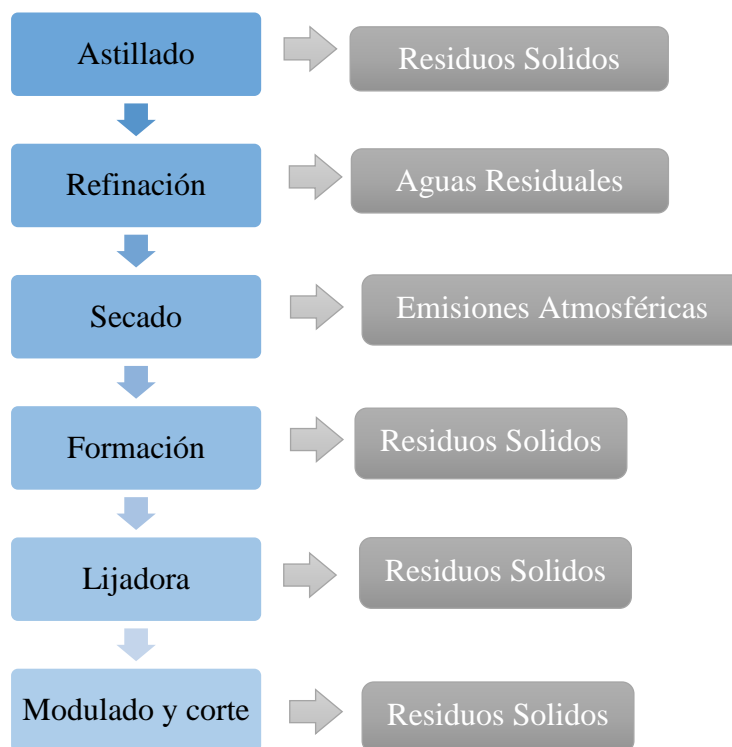 Astillado
Residuos Solidos
Refinación
Aguas Residuales
Secado
Emisiones Atmosféricas
Formación
Residuos Solidos
Lijadora
Residuos Solidos
Modulado y corte
Residuos Solidos